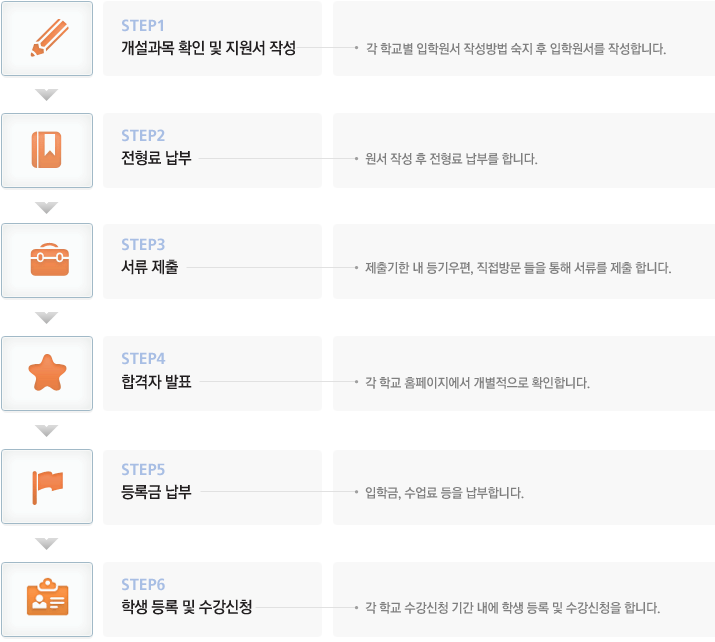 STEP1
개설과목 확인 및 지원서 작성
각 학교별 입학원서 작성방법 숙지 후 입학원서를 작성합니다.
STEP2
전형료 납부
원서 작성 후 전형료 납부를 합니다.
STEP3
서류 제출
제출기한 내 등기우편, 직접방문 들을 통해 서류를 제출 합니다.
STEP4
합격자 발표
각 학교 홈페이지에서 개별적으로 확인합니다.
STEP5
등록금 납부
입학금, 수업료 등을 납부합니다.
STEP6
학생 등록 및 수강신청
각 학교 수강신청 기간 내에 학생 등록 및 수강신청을 합니다.